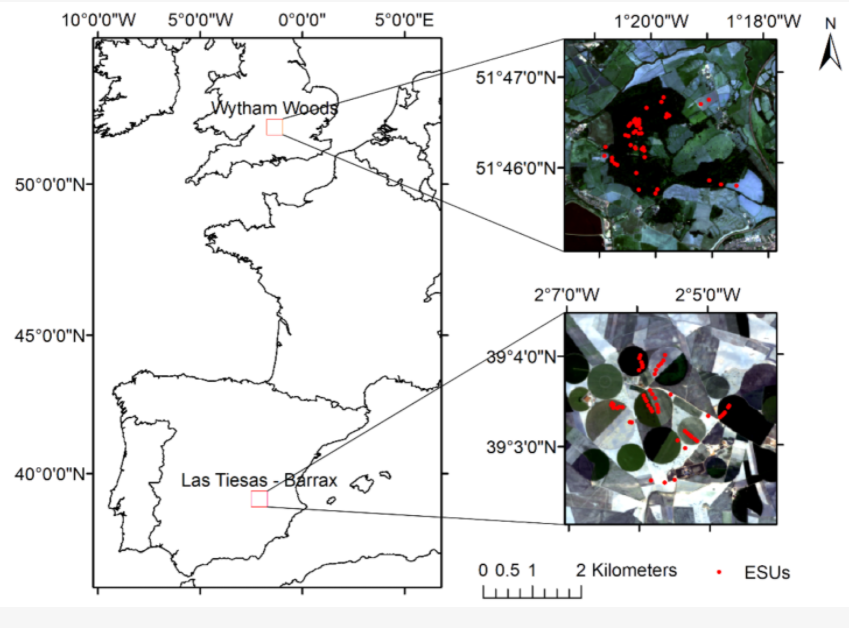 10°0'0"W 5°0'0"W 0°0'0" 5°0'0"E
1°20'0"W 1°18'0"W
N
51°47'0"N
Wytham Woods
51°46'0"N
50°0'0"N
2°7'0"W 2°5'0"W
45°0'0"N
39°4'0"N
39°3'0"N
40°0'0"N
Las Tiesas - Barrax
0 0.5 1 2 Kilometers
ESUs